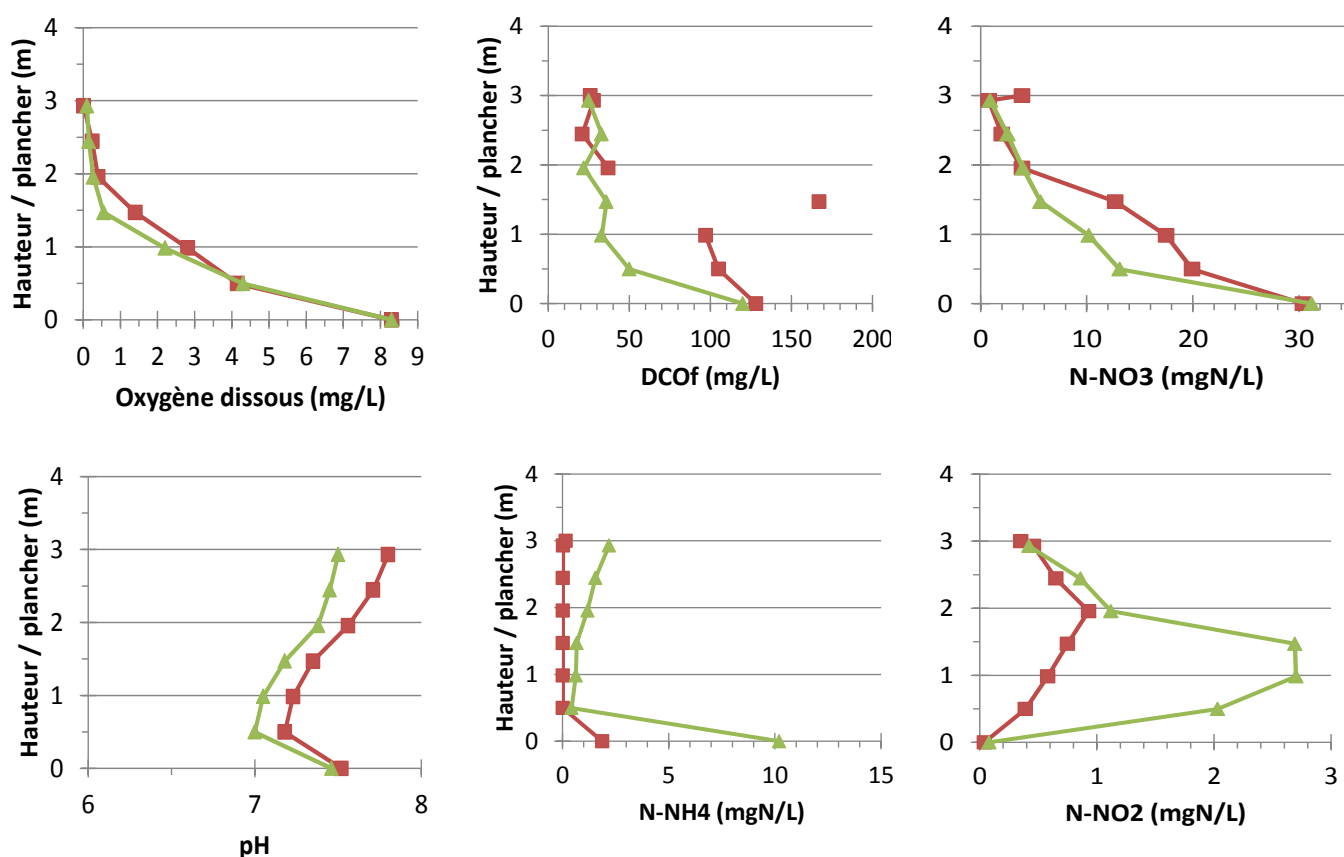 4
3
2
1
0
Hauteur / plancher (m)
0 1 2 3 4 5 6 7 8 9
Oxygène dissous (mg/L)
4
3
2
1
0
Hauteur / plancher (m)
0 50 100 150 200
DCOf (mg/L)
4
3
2
1
0
Hauteur / plancher (m)
0 10 20 30
N-NO3 (mgN/L)
4
3
2
1
0
Hauteur / plancher (m)
6 7 8
pH
4
3
2
1
0
Hauteur / plancher (m)
0 5 10 15
N-NH4 (mgN/L)
4
3
2
1
0
Hauteur / plancher (m)
0 1 2 3
N-NO2 (mgN/L)